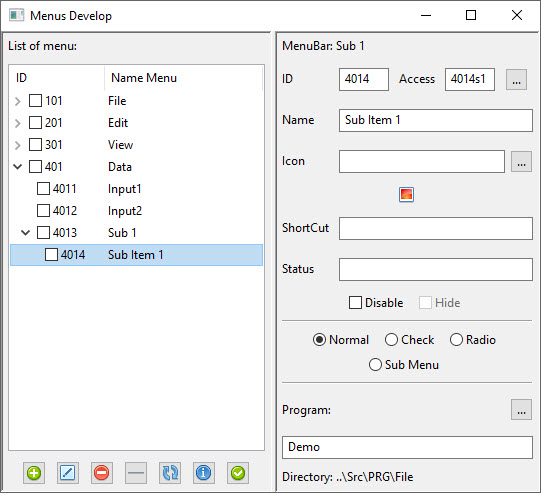 Menus Develop
List of menu:
ID Name Menu
101 File
201 Edit
301 View
401 Data
4011 Input1
4012 Input2
4013 Sub 1
4014 Sub Item 1
MenuBar: Sub 1
ID 4014 Access 4014s1 ...
Name Sub Item 1
Icon ...
ShortCut
Status
Disable Hide
Normal Check Radio
Sub Menu
Program: ...
Demo
Directory: ..\Src\PRG\File